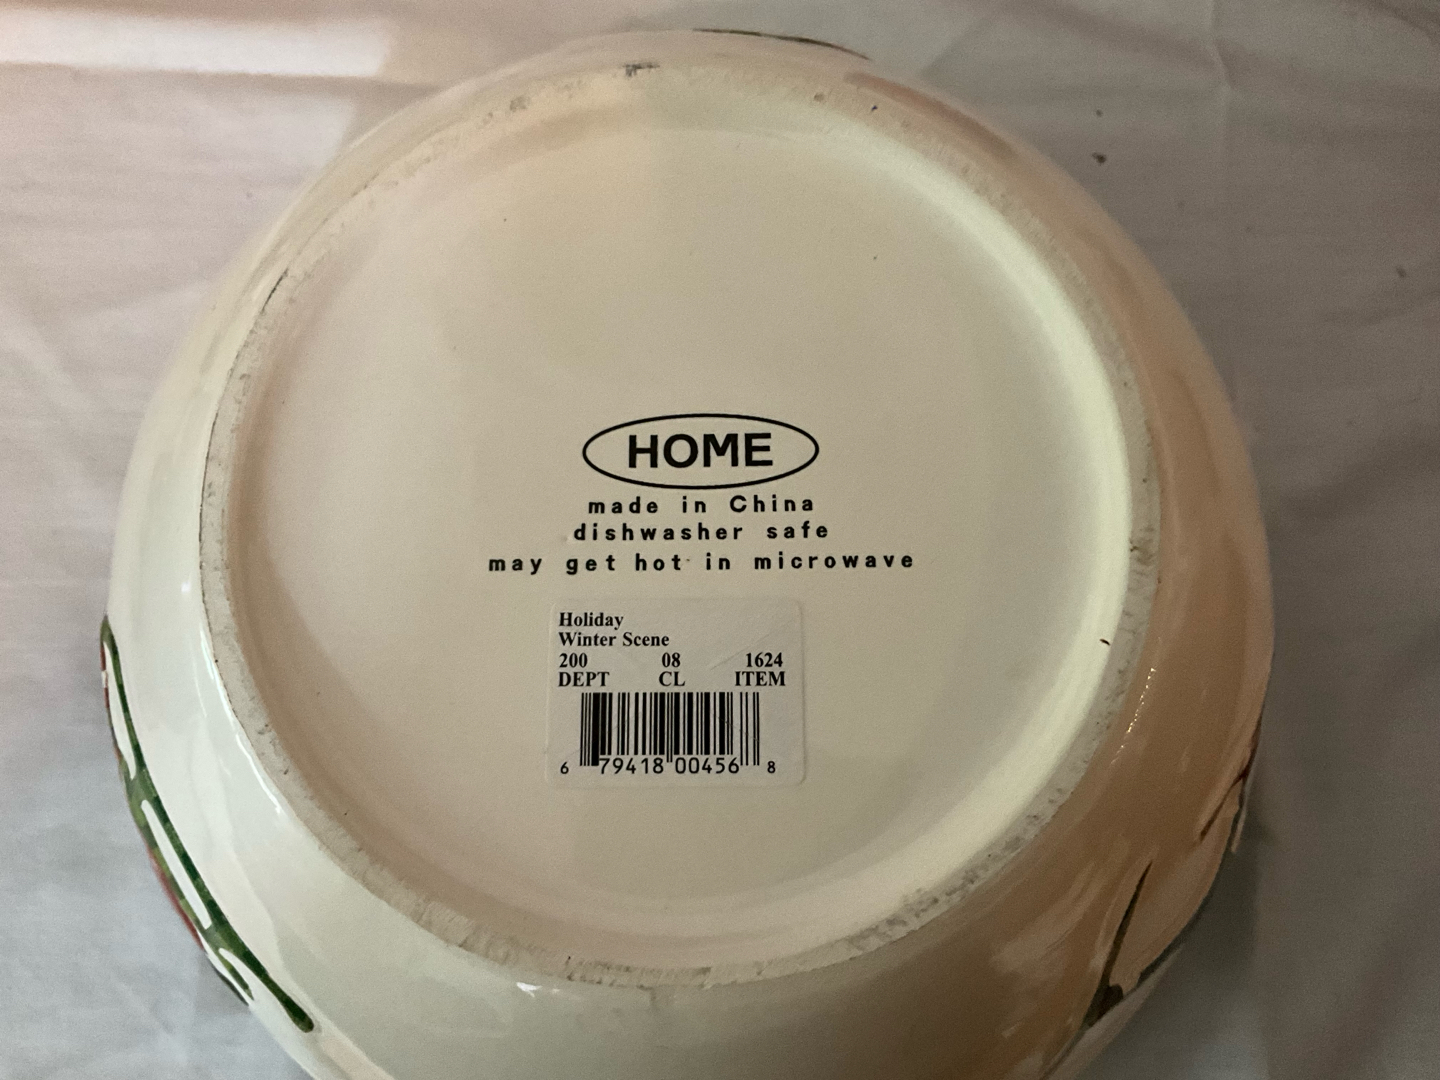 HOME
made in China
dishwasher safe
may get hot in microwave
Holiday
Winter Scene
200 08 1624
DEPT CL ITEM
6 79418 00456 8